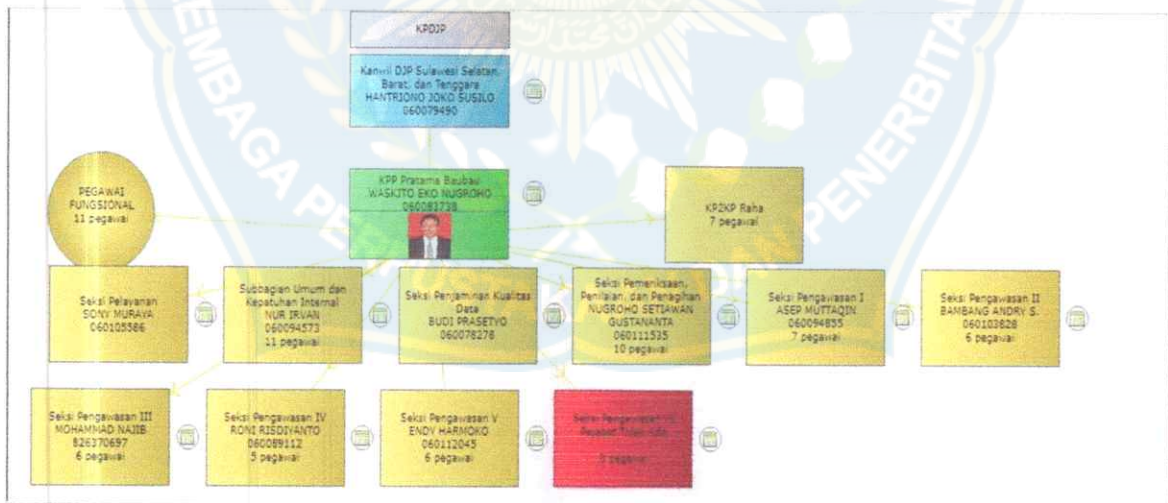 KPDJP
Kanwil DJP Sulawesi Selatan,
Barat, dan Tenggara
HANTRIONO JOKO SUSILO
060079490
KPP Pratama Baubau
WASKITO EKO NUGROHO
060083738
PEGAWAI
FUNGSIONAL
11 pegawai
KP2KP Raha
7 pegawai
Seksi Pelayanan
SONY MURAYA
060105586
Subbagian Umum dan
Kepatuhan Internal
NUR IRVAN
060094573
11 pegawai
Seksi Penjaminan Kualitas
Data
BUDI PRASETYO
060078278
Seksi Pemeriksaan,
Penilaian, dan Penagihan
NUGROHO SETIAWAN
GUSTANANTA
060111535
10 pegawai
Seksi Pengawasan I
ASEP MUTTAQIN
060094855
7 pegawai
Seksi Pengawasan II
BAMBANG ANDRY S.
060103828
6 pegawai
Seksi Pengawasan III
MOHAMMAD NAJIB
826370697
6 pegawai
Seksi Pengawasan IV
RONI RISDIYANTO
060089112
5 pegawai
Seksi Pengawasan V
ENDY HARMOKO
060112045
6 pegawai
Seksi Pengawasan
Pejabat Tidak Ada
pegawai